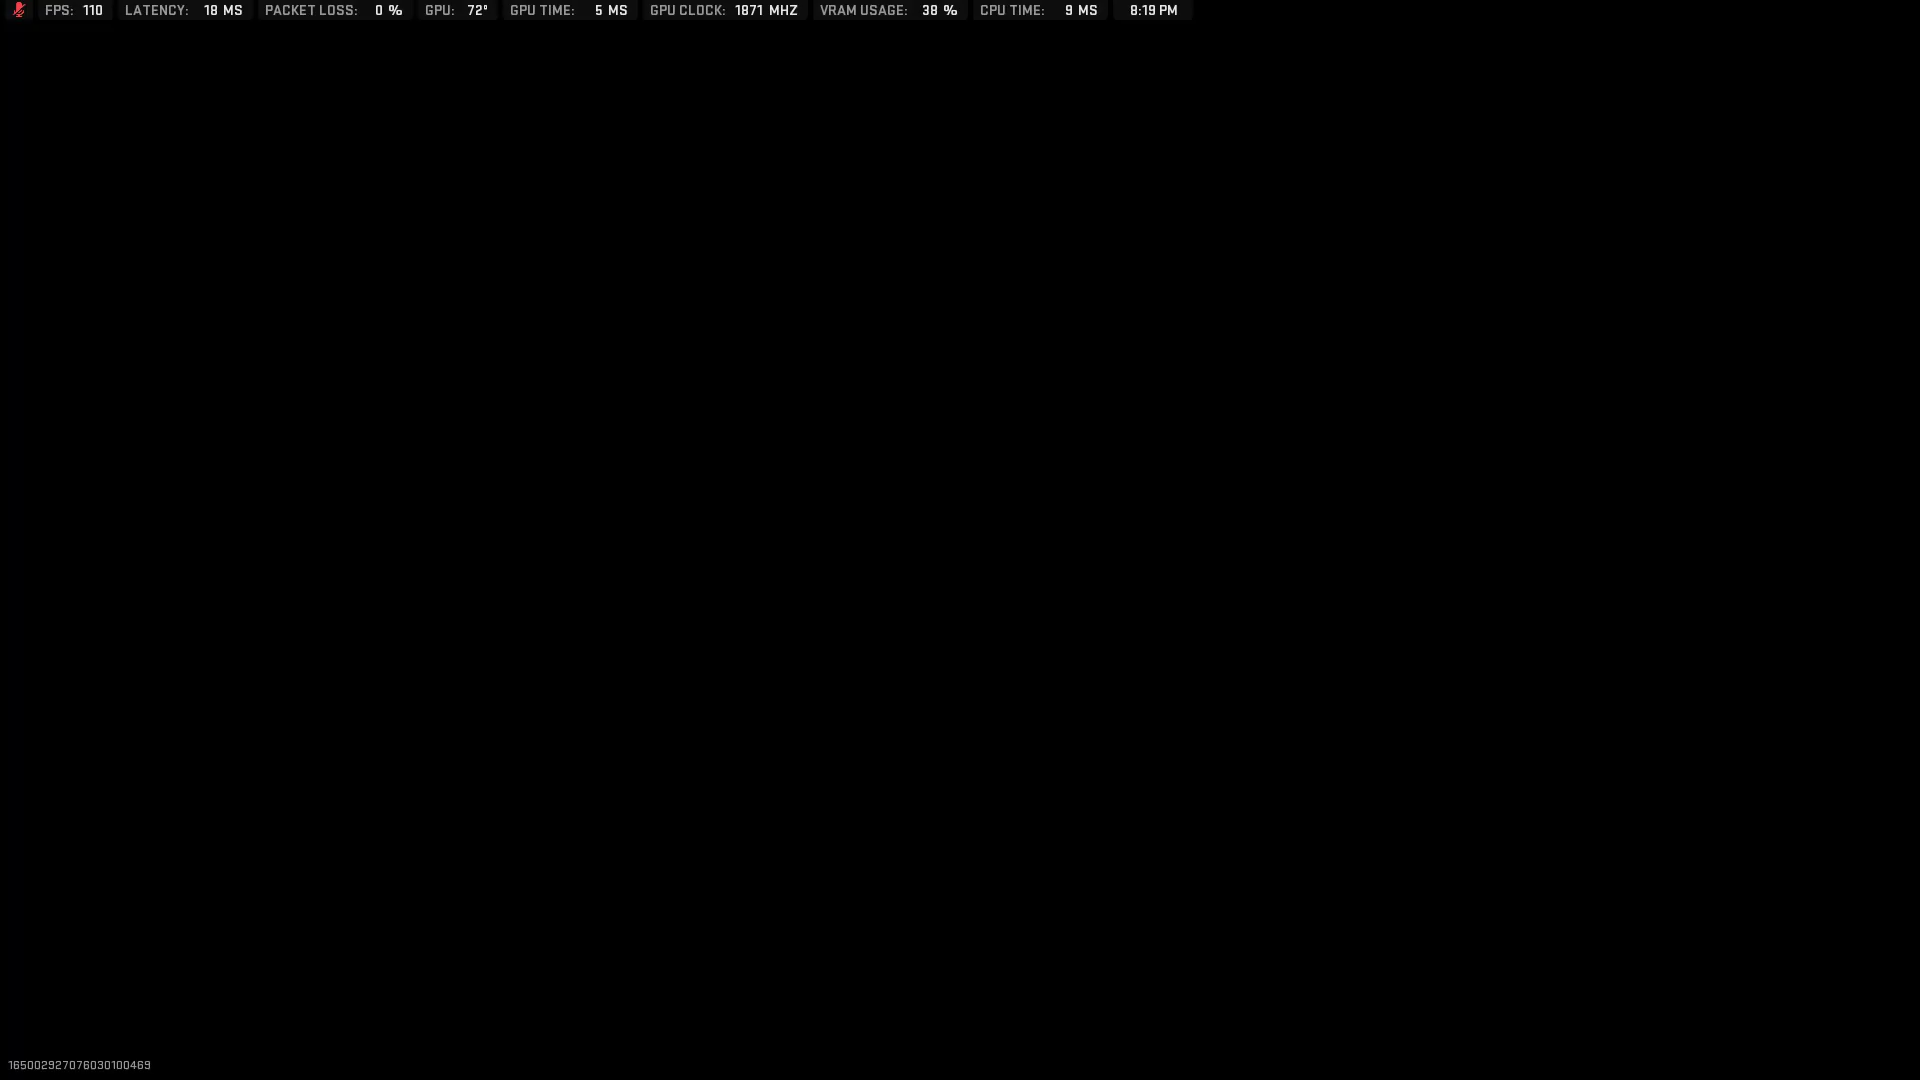 FPS: 110 LATENCY: 18 MS PACKET LOSS: 0 % GPU: 72° GPU TIME: 5 MS GPU CLOCK: 1871 MHZ VRAM USAGE: 38 % CPU TIME: 9 MS 8:19 PM
16500292707603010046​9